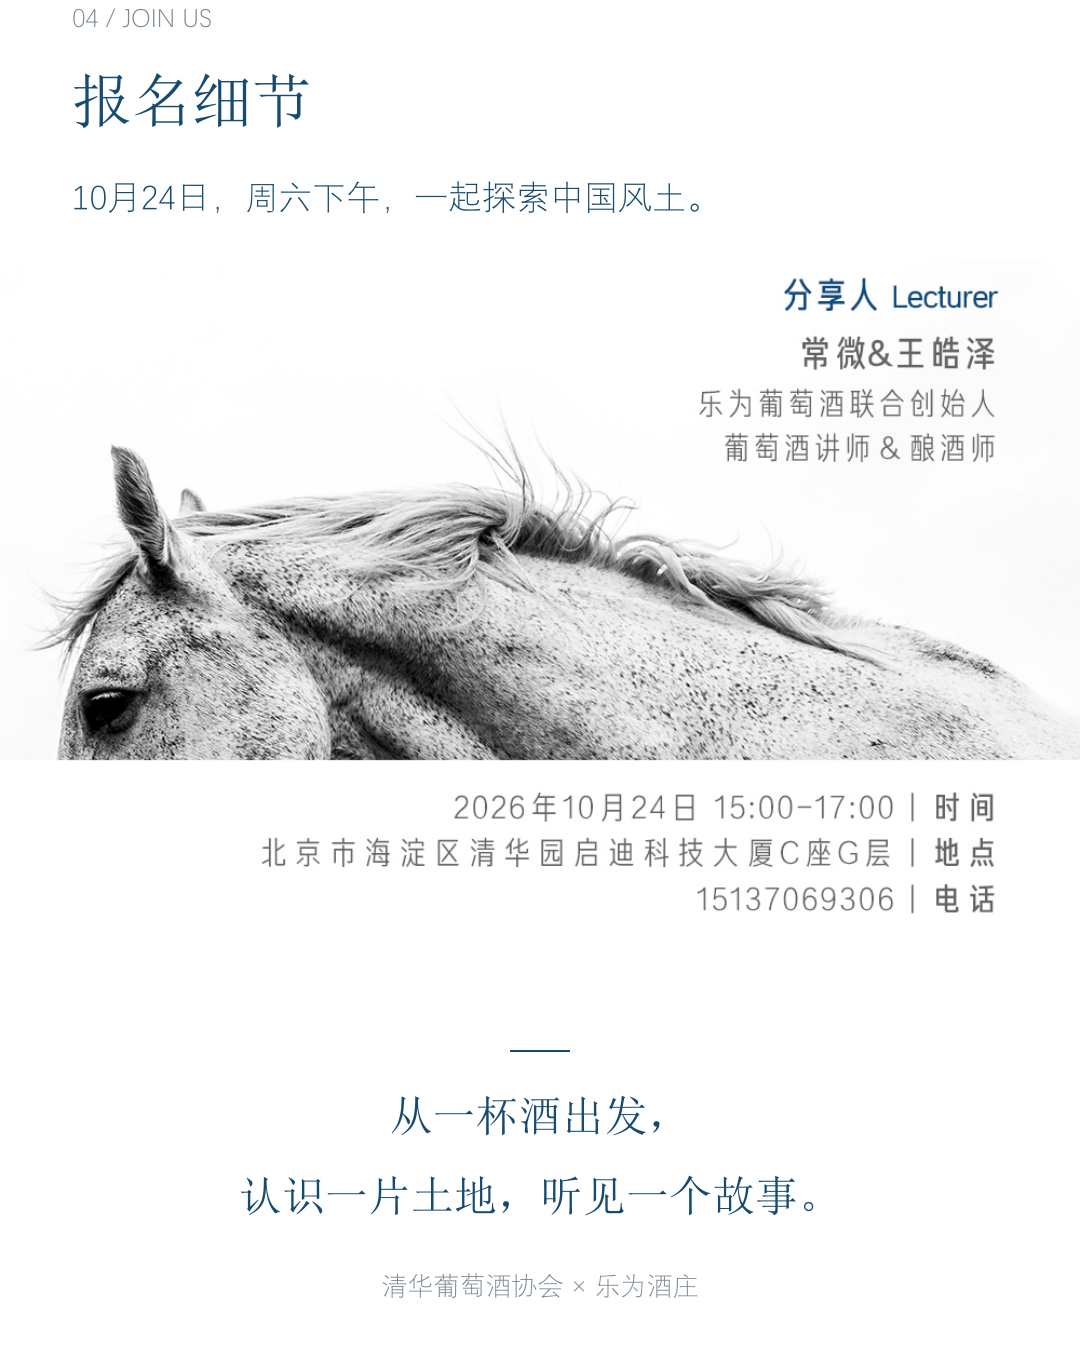 04 / JOIN US
报名细节
10月24日，周六下午，一起探索中国风土。
分享人 Lecturer
常微&王皓泽
乐为葡萄酒联合创始人
葡萄酒讲师 & 酿酒师
2026年10月24日 15:00-17:00 | 时间
北京市海淀区清华园启迪科技大厦C座G层 | 地点
15137069306 | 电话
从一杯酒出发，
认识一片土地，听见一个故事。
清华葡萄酒协会 × 乐为酒庄